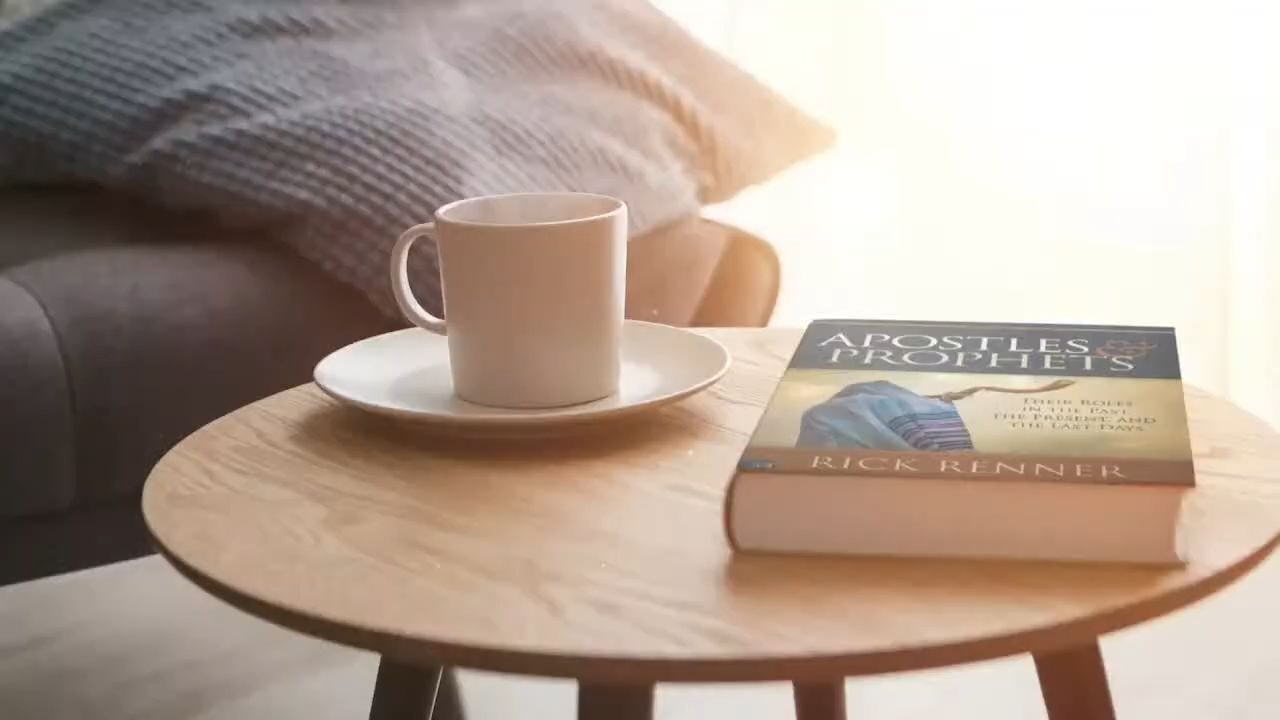 APOSTLES &
PROPHETS
THEIR ROLES
IN THE PAST,
THE PRESENT, AND
THE LAST DAYS
RICK RENNER